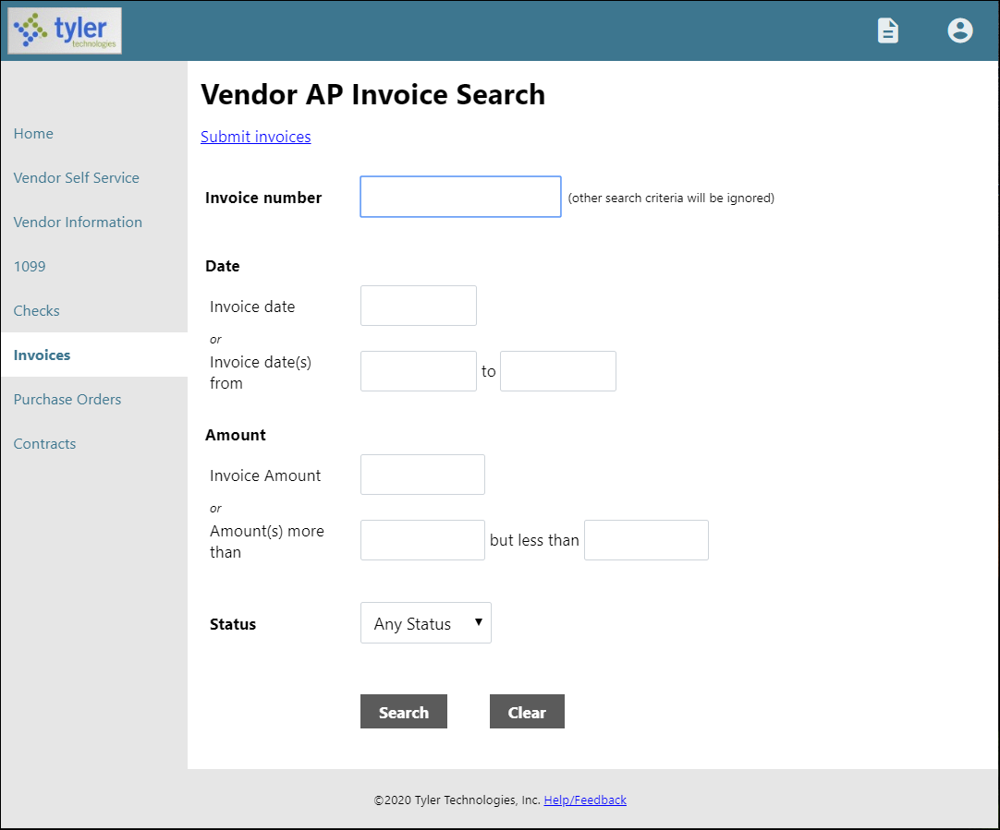 tyler
technologies
Home
Vendor Self Service
Vendor Information
1099
Checks
Invoices
Purchase Orders
Contracts
Vendor AP Invoice Search
Submit invoices
Invoice number (other search criteria will be ignored)
Date
Invoice date
or
Invoice date(s)
from to
Amount
Invoice Amount
or
Amount(s) more
than but less than
Status Any Status
Search Clear
©2020 Tyler Technologies, Inc. Help/Feedback